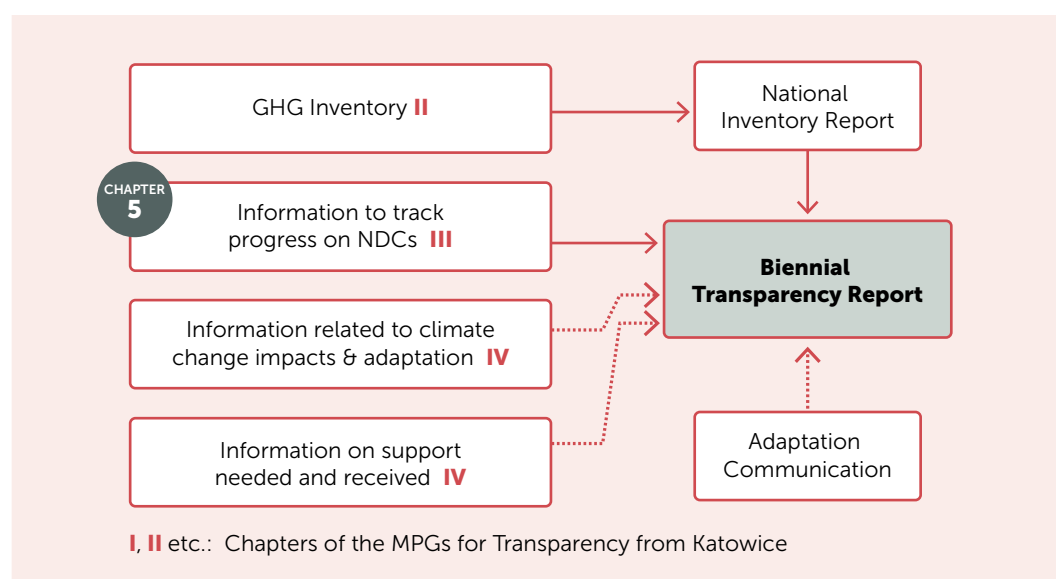 GHG Inventory II
National
Inventory Report
CHAPTER
5
Information to track
progress on NDCs III
Biennial
Transparency Report
Information related to climate
change impacts & adaptation IV
Information on support
needed and received IV
Adaptation
Communication
I, II etc.: Chapters of the MPGs for Transparency from Katowice